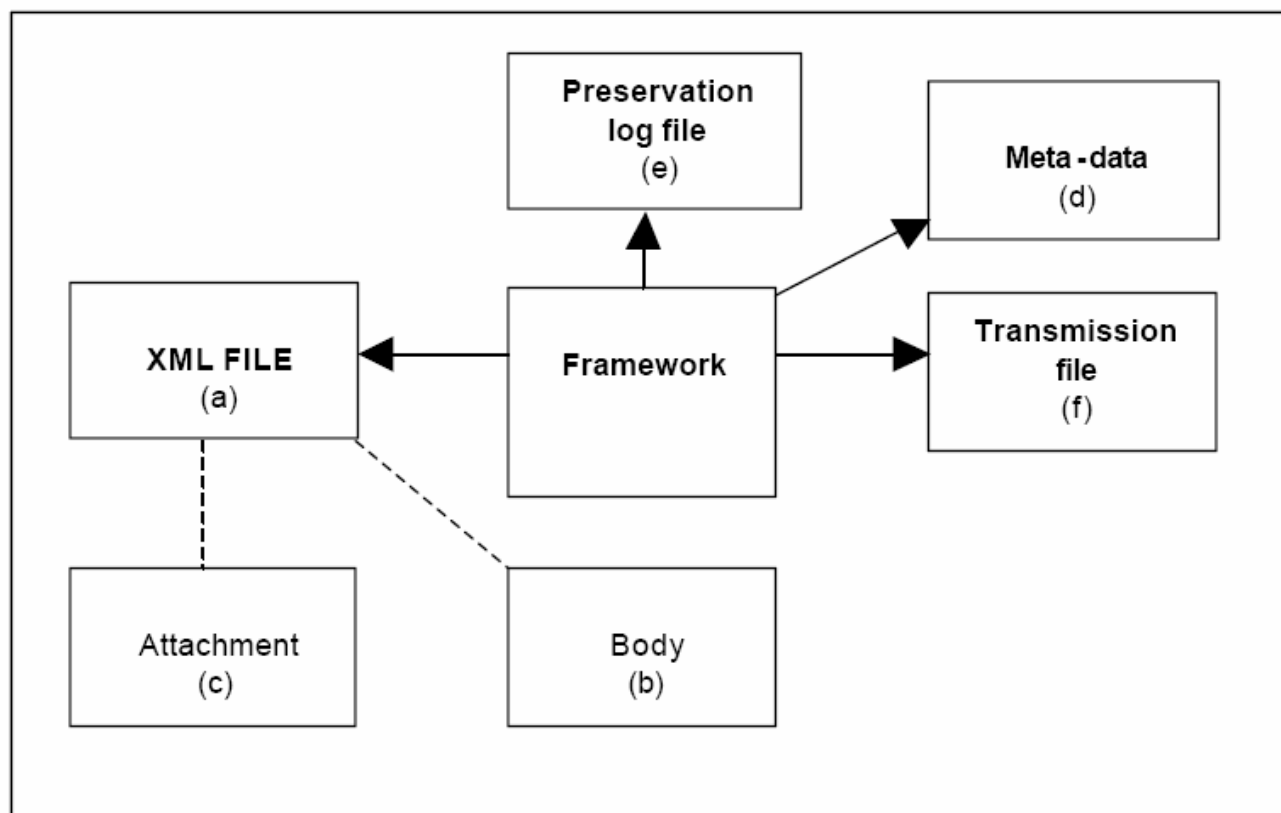 Preservation
log file
(e)
Meta-data
(d)
XML FILE
(a)
Framework
Transmission
file
(f)
Attachment
(c)
Body
(b)